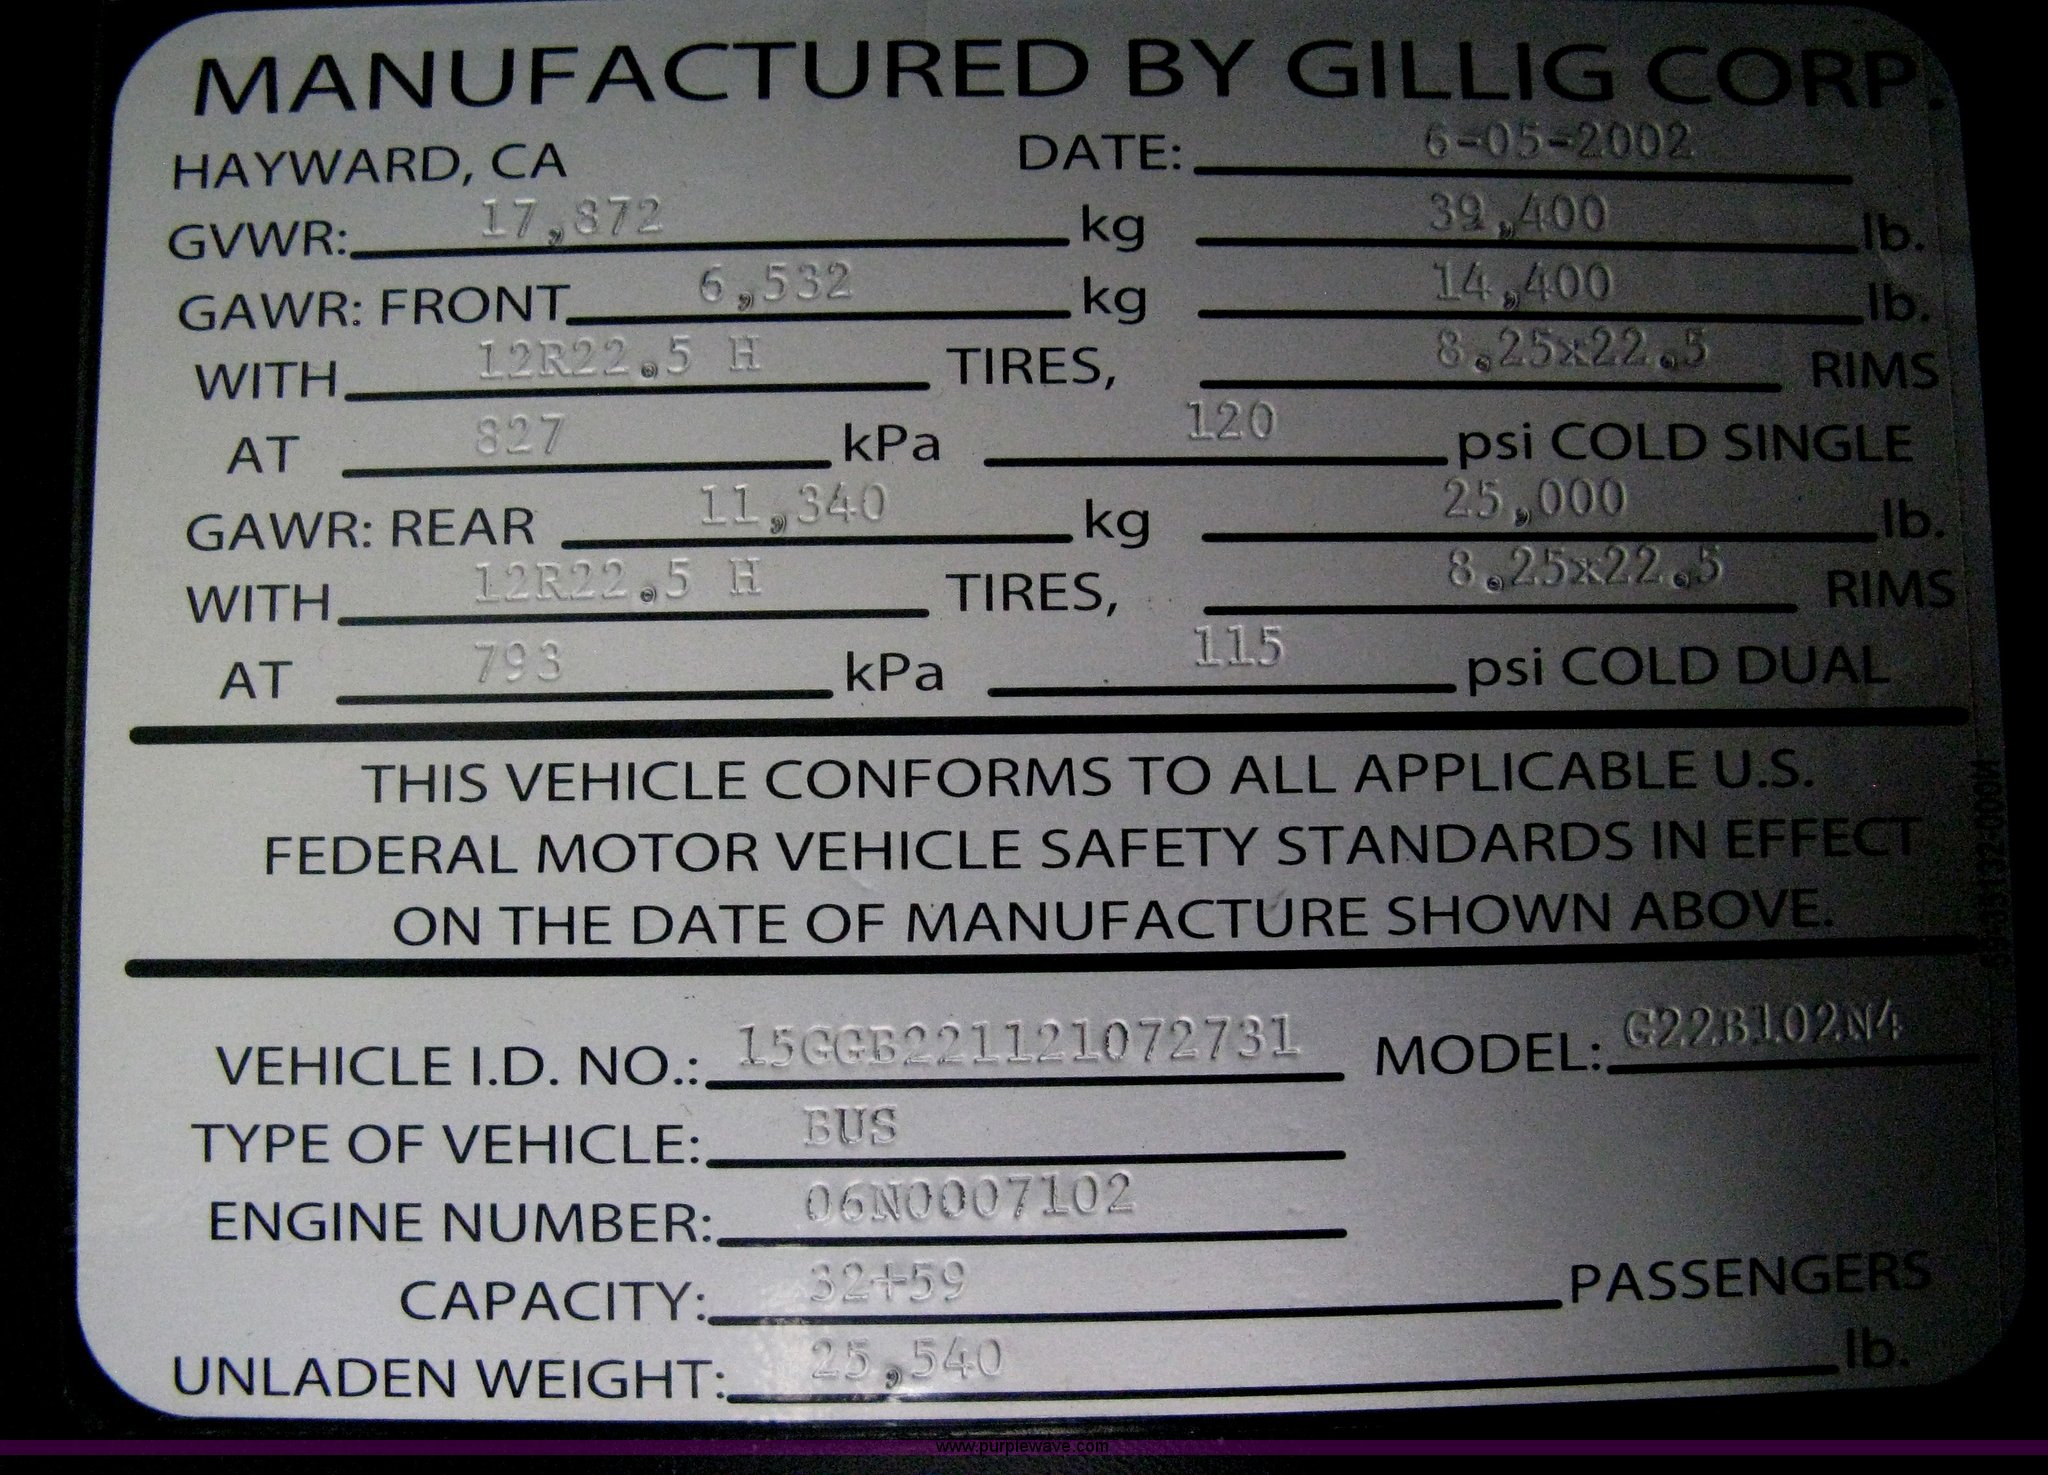 MANUFACTURED BY GILLIG CORP.
HAYWARD, CA DATE: 6-05-2002
GVWR: 17,872 kg 39,400 lb.
GAWR: FRONT 6,532 kg 14,400 lb.
WITH 12R22.5 H TIRES, 8.25x22.5 RIMS
AT 827 kPa 120 psi COLD SINGLE
GAWR: REAR 11,340 kg 25,000 lb.
WITH 12R22.5 H TIRES, 8.25x22.5 RIMS
AT 793 kPa 115 psi COLD DUAL
THIS VEHICLE CONFORMS TO ALL APPLICABLE U.S.
FEDERAL MOTOR VEHICLE SAFETY STANDARDS IN EFFECT
ON THE DATE OF MANUFACTURE SHOWN ABOVE.
VEHICLE I.D. NO.: 15GGB221121072731 MODEL: G22B102N4
TYPE OF VEHICLE: BUS
ENGINE NUMBER: 06N0007102
CAPACITY: 32+59 PASSENGERS
UNLADEN WEIGHT: 25,540 lb.
www.purplewave.com